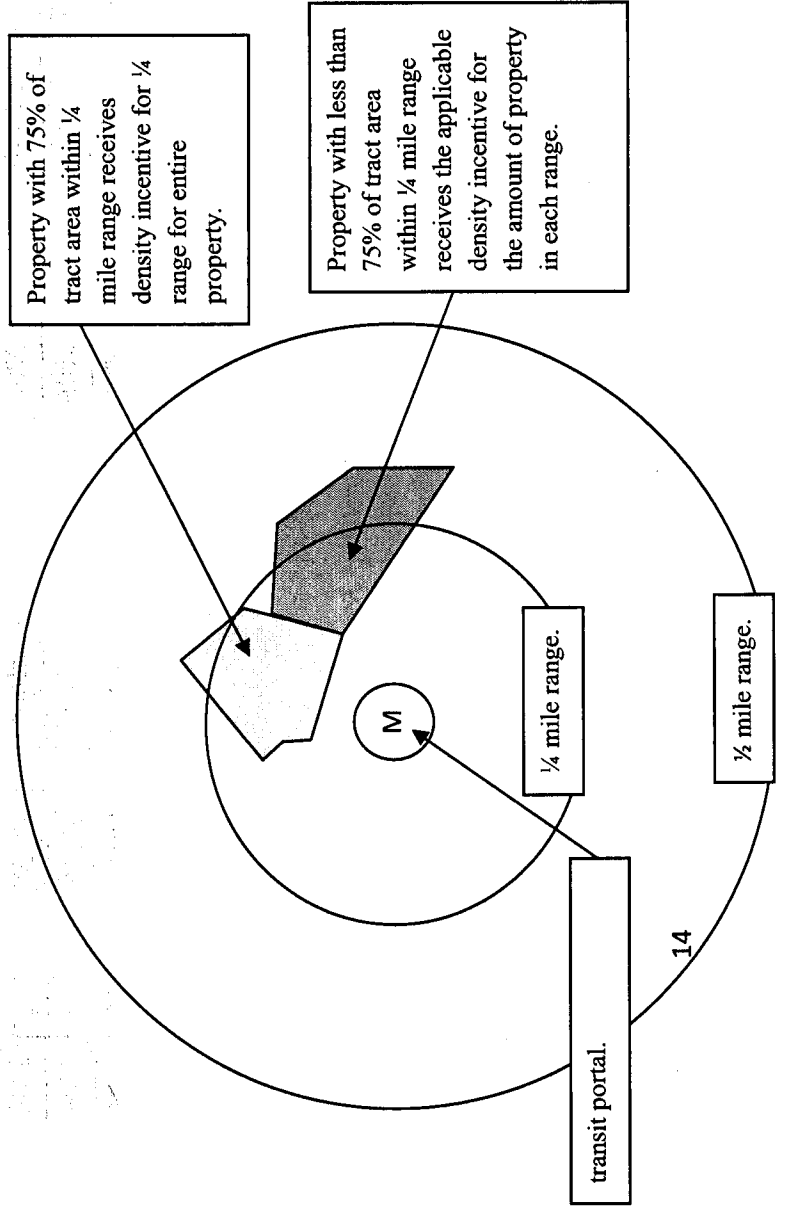 Property with 75% of
tract area within ¼
mile range receives
density incentive for ¼
range for entire
property.
Property with less than
75% of tract area
within ¼ mile range
receives the applicable
density incentive for
the amount of property
in each range.
M
¼ mile range.
½ mile range.
transit portal.
14